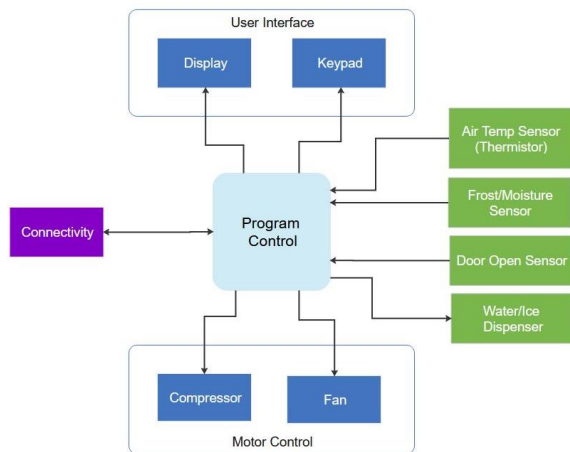 User Interface
Display
Keypad
Air Temp Sensor
(Thermistor)
Frost/Moisture
Sensor
Program
Control
Connectivity
Door Open Sensor
Water/Ice
Dispenser
Compressor
Fan
Motor Control